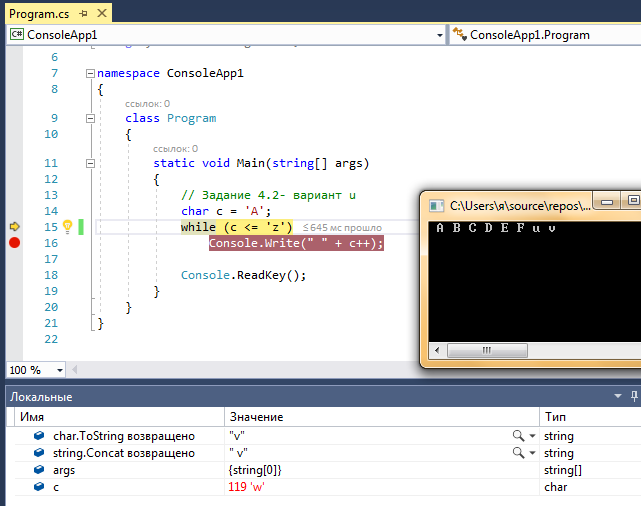 Program.cs
ConsoleApp1 ConsoleApp1.Program
6
7 namespace ConsoleApp1
8 {
ссылок: 0
9 class Program
10 {
ссылок: 0
11 static void Main(string[] args)
12 {
13 // Задание 4.2- вариант u
14 char c = 'A';
15 while (c <= 'z') ≤645 мс прошло
16 Console.Write(" " + c++);
17
18 Console.ReadKey();
19 }
20 }
21 }
22
C:\Users\я\source\repos\...
A B C D E F u v
100 %
Локальные
Имя Значение Тип
char.ToString возвращено "v" string
string.Concat возвращено " v" string
args {string[0]} string[]
c 119 'w' char